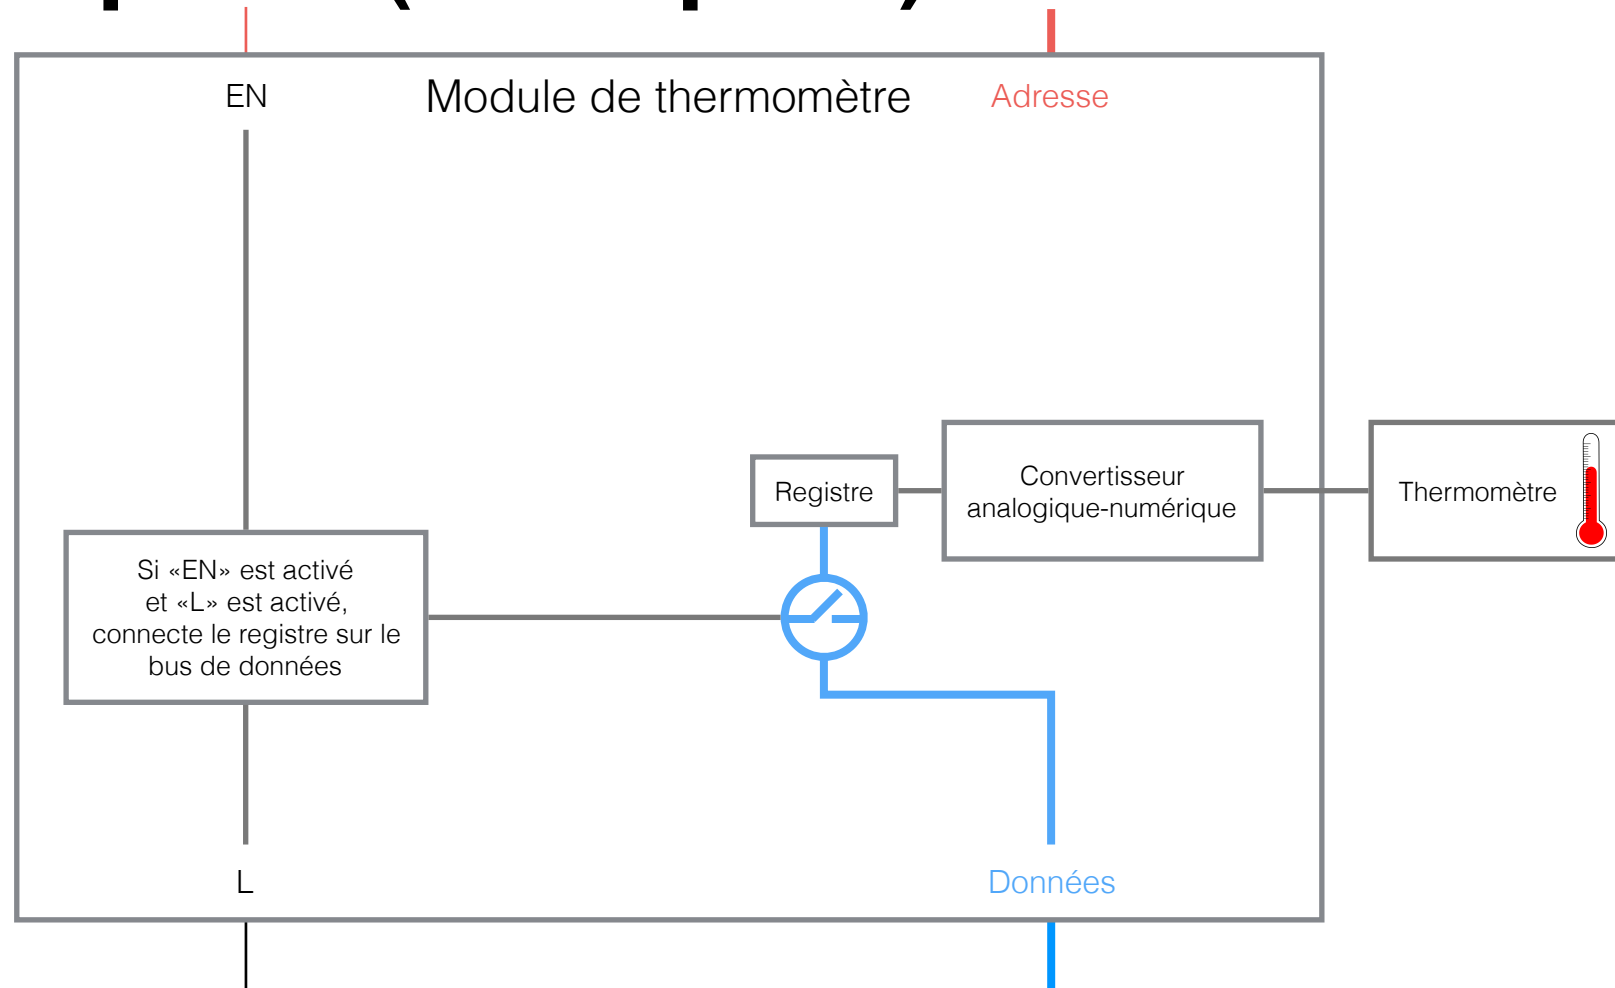 EN
Module de thermomètre
Adresse
Registre
Convertisseur
analogique-numérique
Thermomètre
Si «EN» est activé
et «L» est activé,
connecte le registre sur le
bus de données
L
Données